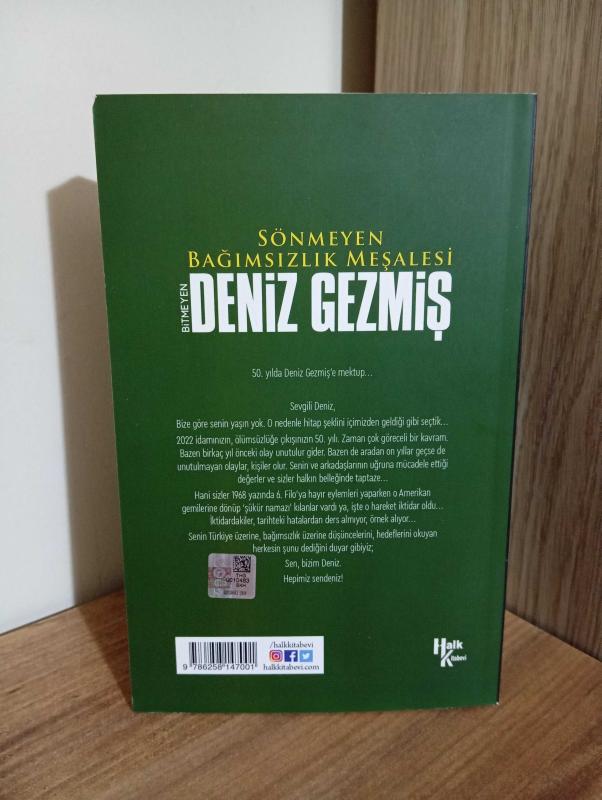 SÖNMEYEN
BAĞIMSIZLIK MEŞALESİ
BİTMEYEN
DENİZ GEZMİŞ
50. yılda Deniz Gezmiş'e mektup...
Sevgili Deniz,
Bize göre senin yaşın yok. O nedenle hitap şeklini içimizden geldiği gibi seçtik...
2022 idamınızın, ölümsüzlüğe çıkışınızın 50. yılı. Zaman çok göreceli bir kavram.
Bazen birkaç yıl önceki olay unutulur gider. Bazen de aradan on yıllar geçse de
unutulmayan olaylar, kişiler olur. Senin ve arkadaşlarının uğruna mücadele ettiği
değerler ve sizler halkın belleğinde taptaze...
Hani sizler 1968 yazında 6. Filo'ya hayır eylemleri yaparken o Amerikan
gemilerine dönüp 'şükür namazı' kılanlar vardı ya, işte o hareket iktidar oldu...
İktidardakiler, tarihteki hatalardan ders almıyor, örnek alıyor...
Senin Türkiye üzerine, bağımsızlık üzerine düşüncelerini, hedeflerini okuyan
herkesin şunu dediğini duyar gibiyiz;
Sen, bizim Deniz.
Hepimiz sendeniz!
/halkkitabevi
halkkitabevi.com
9 786258 147001
Halk
Kitabevi